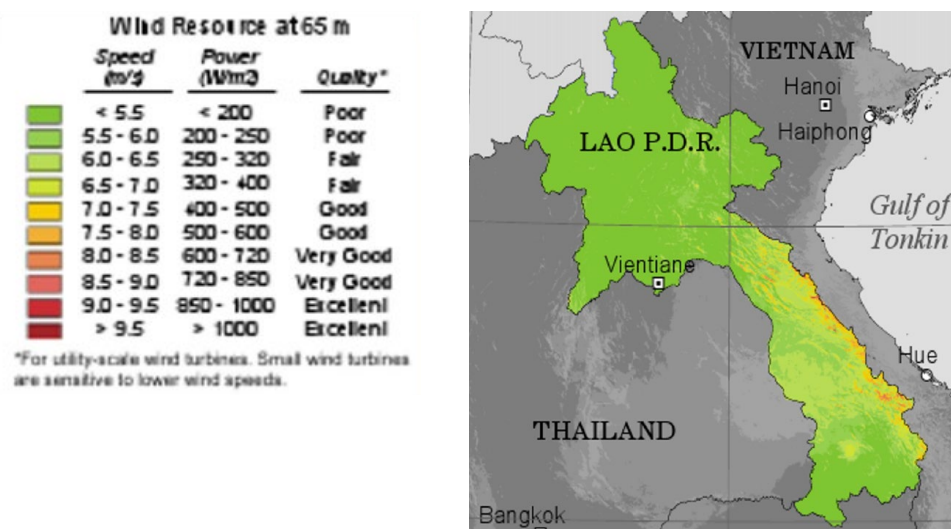 Wind Resource at 65 m
Speed (m/s) Power (W/m2) Quality*
< 5.5 < 200 Poor
5.5 - 6.0 200 - 250 Poor
6.0 - 6.5 250 - 320 Fair
6.5 - 7.0 320 - 400 Fair
7.0 - 7.5 400 - 500 Good
7.5 - 8.0 500 - 600 Good
8.0 - 8.5 600 - 720 Very Good
8.5 - 9.0 720 - 850 Very Good
9.0 - 9.5 850 - 1000 Excellent
> 9.5 > 1000 Excellent
*For utility-scale wind turbines. Small wind turbines
are sensitive to lower wind speeds.
VIETNAM
Hanoi
Haiphong
LAO P.D.R.
Gulf of
Tonkin
Vientiane
Hue
THAILAND
Bangkok